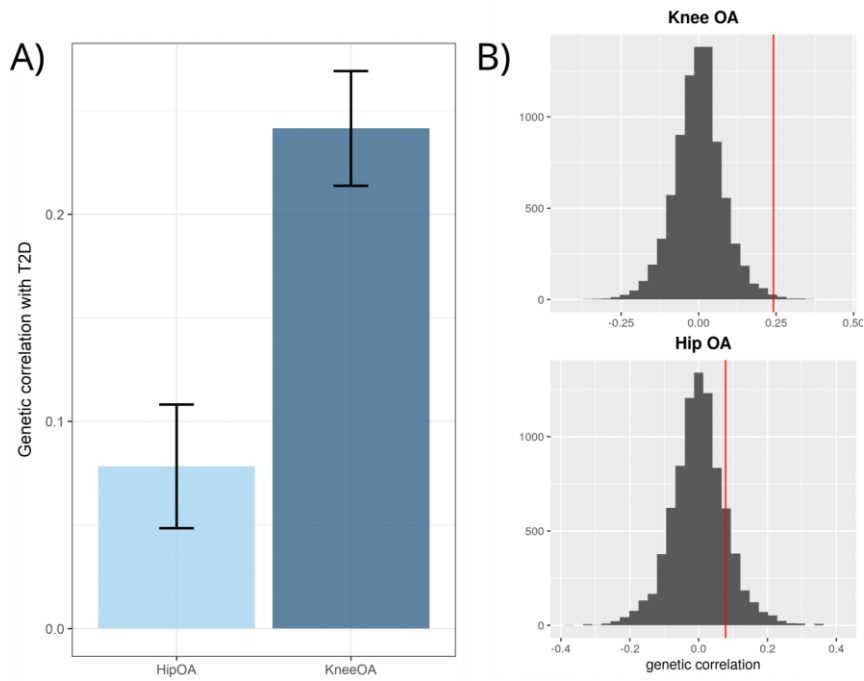 A)
Genetic correlation with T2D
0.2
0.1
0.0
HipOA KneeOA
B)
Knee OA
1000
500
0
-0.25 0.00 0.25 0.50
Hip OA
1000
500
0
-0.4 -0.2 0.0 0.2 0.4
genetic correlation